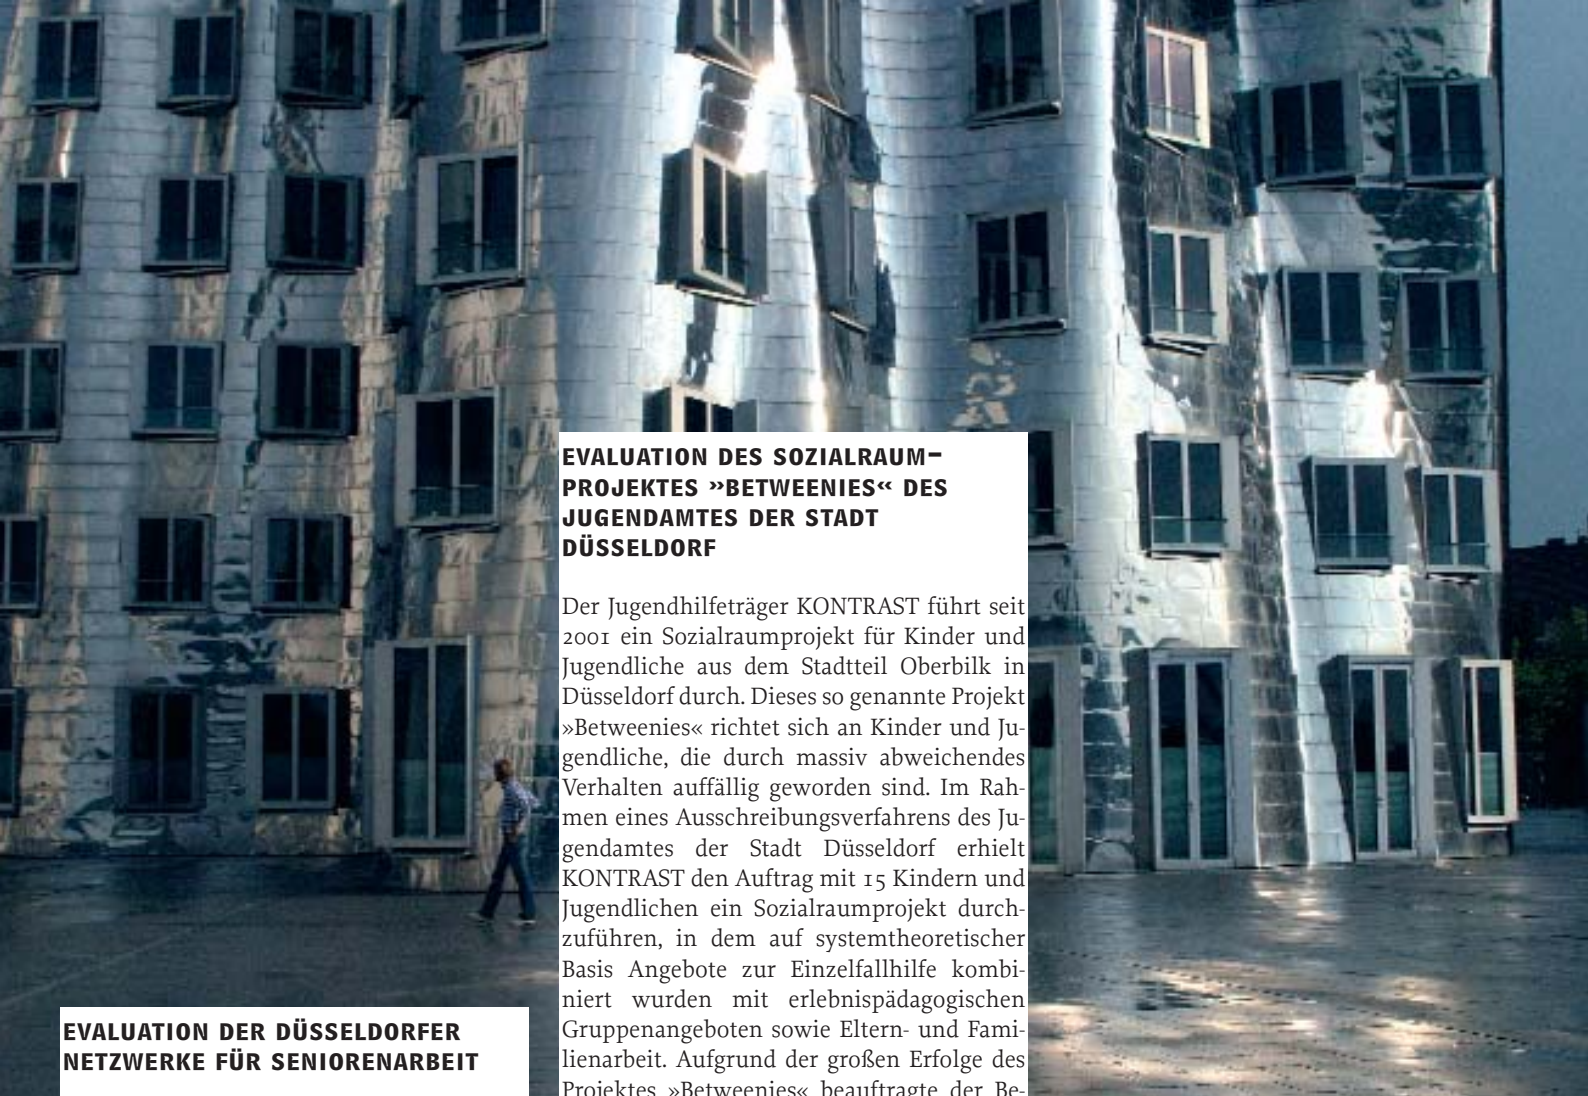 EVALUATION DES SOZIALRAUM-
PROJEKTES »BETWEENIES« DES
JUGENDAMTES DER STADT
DÜSSELDORF
Der Jugendhilfeträger KONTRAST führt seit
2001 ein Sozialraumprojekt für Kinder und
Jugendliche aus dem Stadtteil Oberbilk in
Düsseldorf durch. Dieses so genannte Projekt
»Betweenies« richtet sich an Kinder und Ju-
gendliche, die durch massiv abweichendes
Verhalten auffällig geworden sind. Im Rah-
men eines Ausschreibungsverfahrens des Ju-
gendamtes der Stadt Düsseldorf erhielt
KONTRAST den Auftrag mit 15 Kindern und
Jugendlichen ein Sozialraumprojekt durch-
zuführen, in dem auf systemtheoretischer
Basis Angebote zur Einzelfallhilfe kombi-
niert wurden mit erlebnispädagogischen
Gruppenangeboten sowie Eltern- und Fami-
lienarbeit. Aufgrund der großen Erfolge des
Projektes »Betweenies« beauftragte der Be-
EVALUATION DER DÜSSELDORFER
NETZWERKE FÜR SENIORENARBEIT